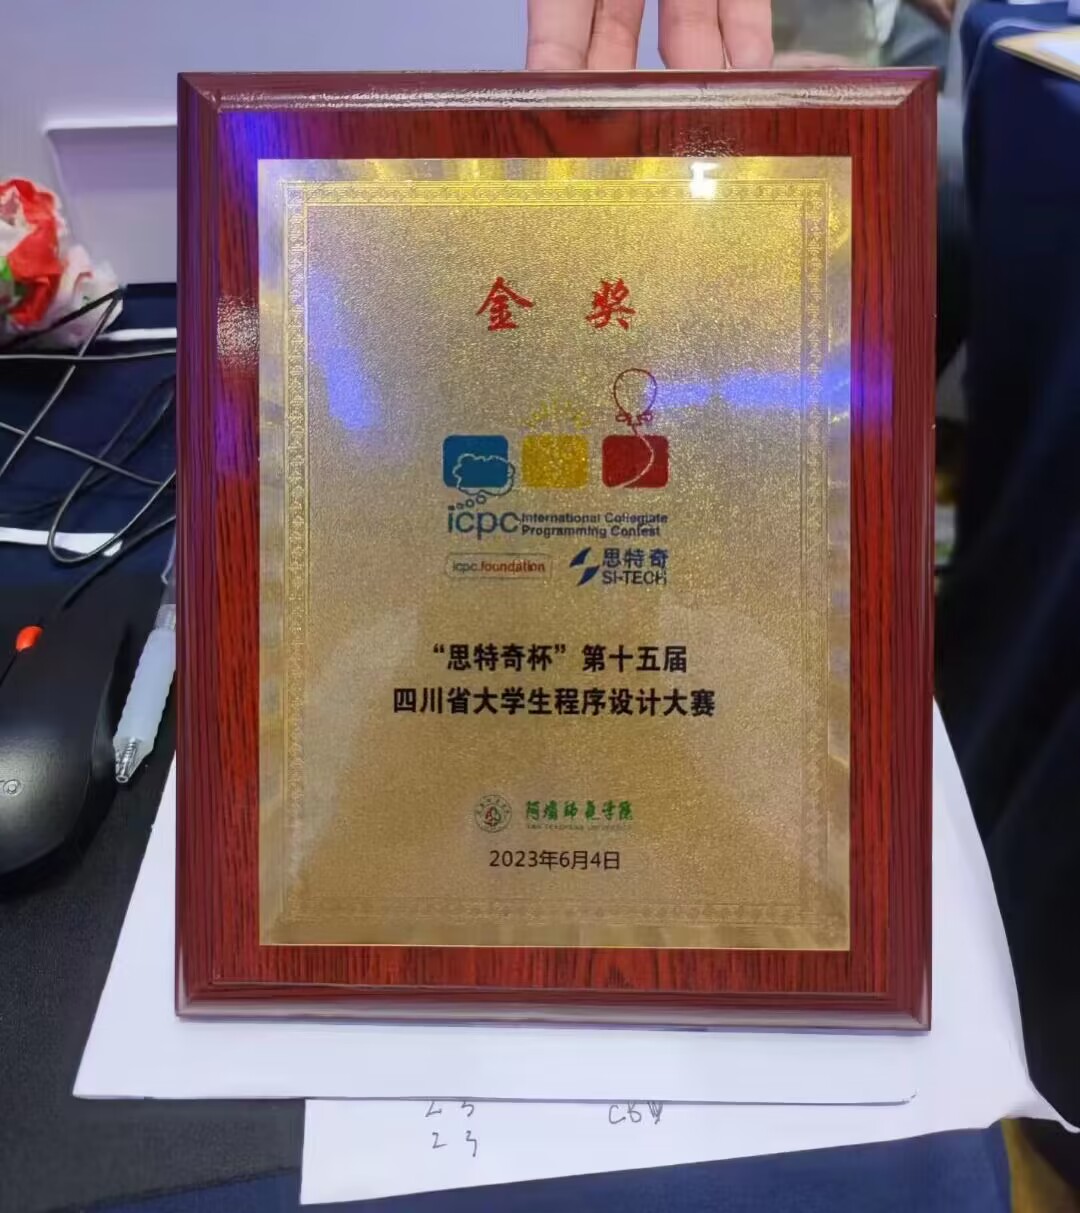 金奖
icpc International Collegiate
Programming Contest
icpc.foundation
思特奇
SI-TECH
“思特奇杯”第十五届
四川省大学生程序设计大赛
阿坝师范学院
2023年6月4日
2 3